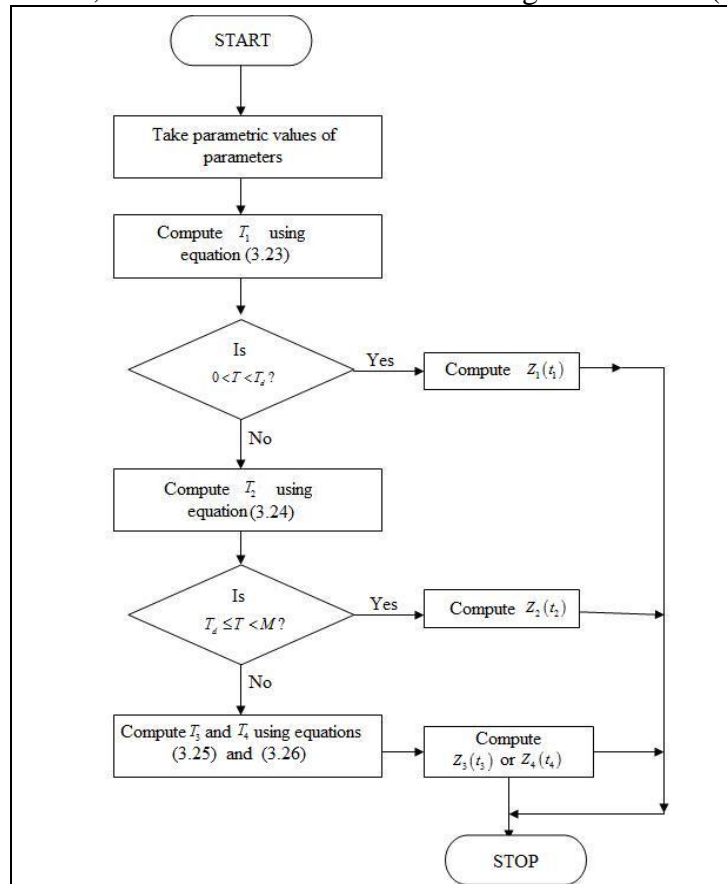 START
Take parametric values of
parameters
Compute T₁ using
equation (3.23)
Is
0 < T < T_d ?
Yes
Compute Z₁(t₁)
No
Compute T₂ using
equation (3.24)
Is
T_d ≤ T < M ?
Yes
Compute Z₂(t₂)
No
Compute T₃ and T₄ using equations
(3.25) and (3.26)
Compute
Z₃(t₃) or Z₄(t₄)
STOP